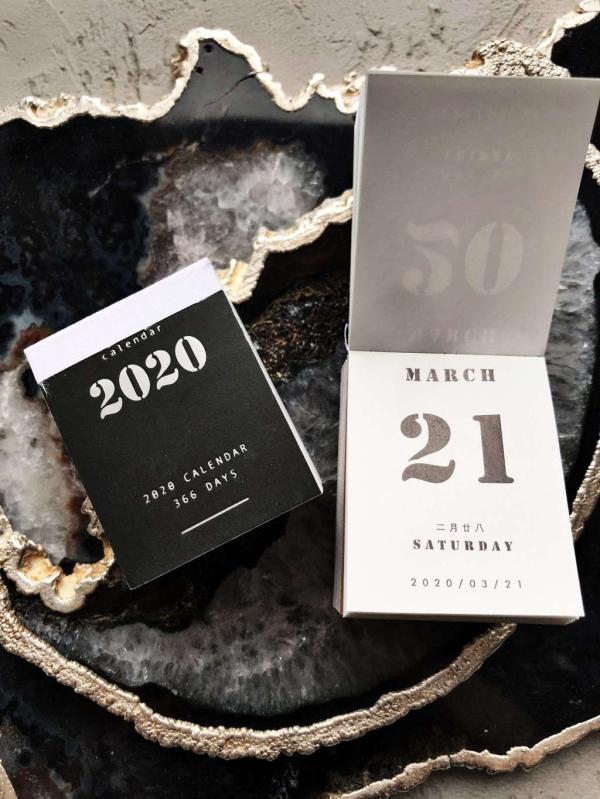 calendar
2020
2020 CALENDAR
366 DAYS
MARCH
21
二月廿八
SATURDAY
2020/03/21